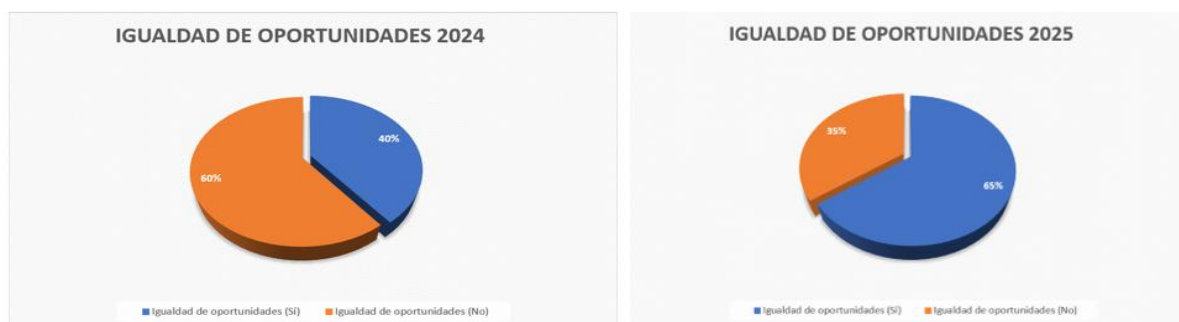 IGUALDAD DE OPORTUNIDADES 2024
40%
60%
Igualdad de oportunidades (Sí) Igualdad de oportunidades (No)
IGUALDAD DE OPORTUNIDADES 2025
35%
65%
Igualdad de oportunidades (Sí) Igualdad de oportunidades (No)